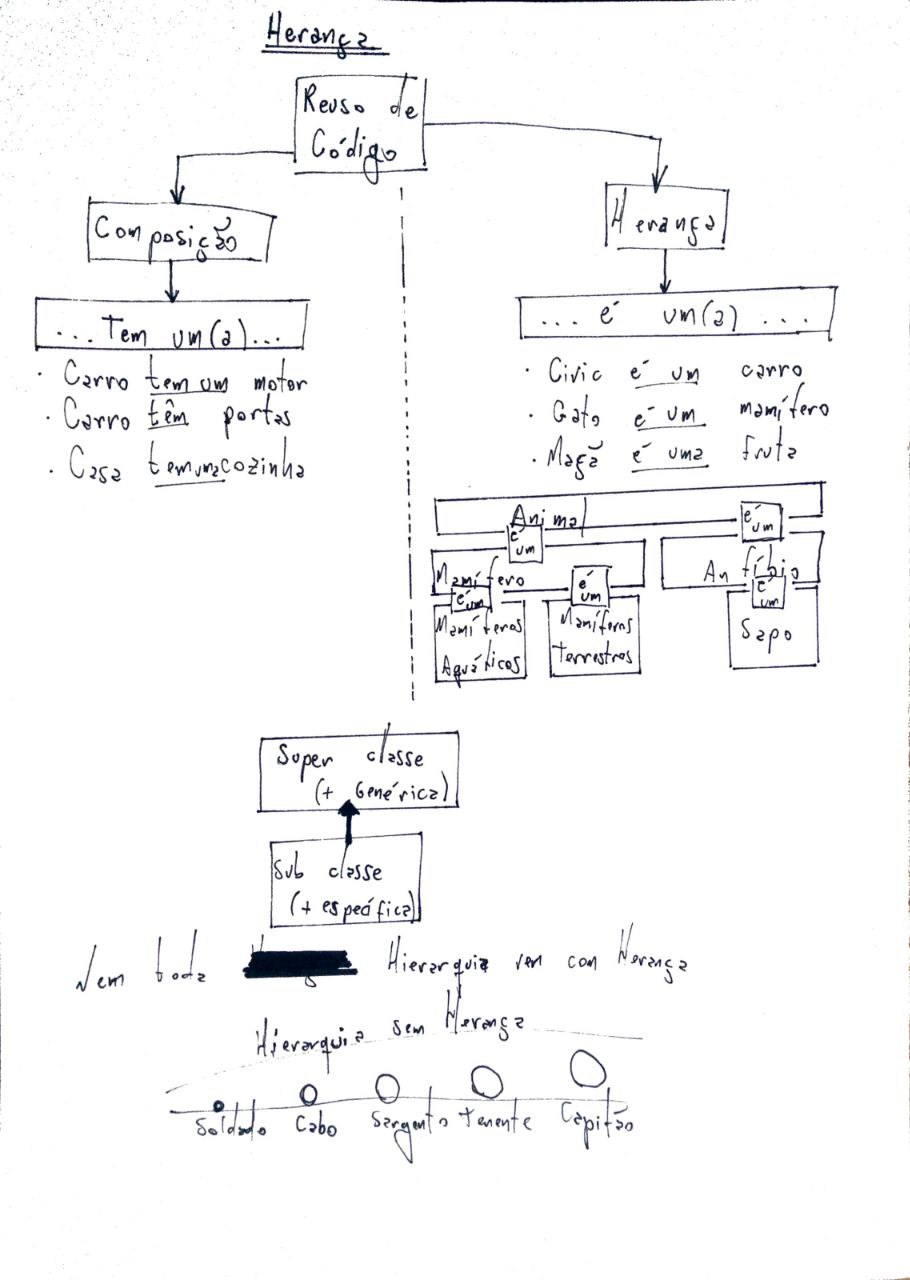 Herança
Reuso de
Código
Composição
Herança
... Tem um(a) ...
... é um(a) ...
· Carro tem um motor
· Carro têm portas
· Casa tem uma cozinha
· Civic é um carro
· Gato é um mamífero
· Maçã é uma fruta
Animal
é um
é um
Mamífero
Anfíbio
é um
é um
é um
Mamíferos
Aquáticos
Mamíferos
Terrestros
Sapo
Super classe
(+ Genérica)
Sub classe
(+ específica)
Nem toda Hierarquia vem com Herança
Hierarquia sem Herança
Soldado Cabo Sargento Tenente Capitão